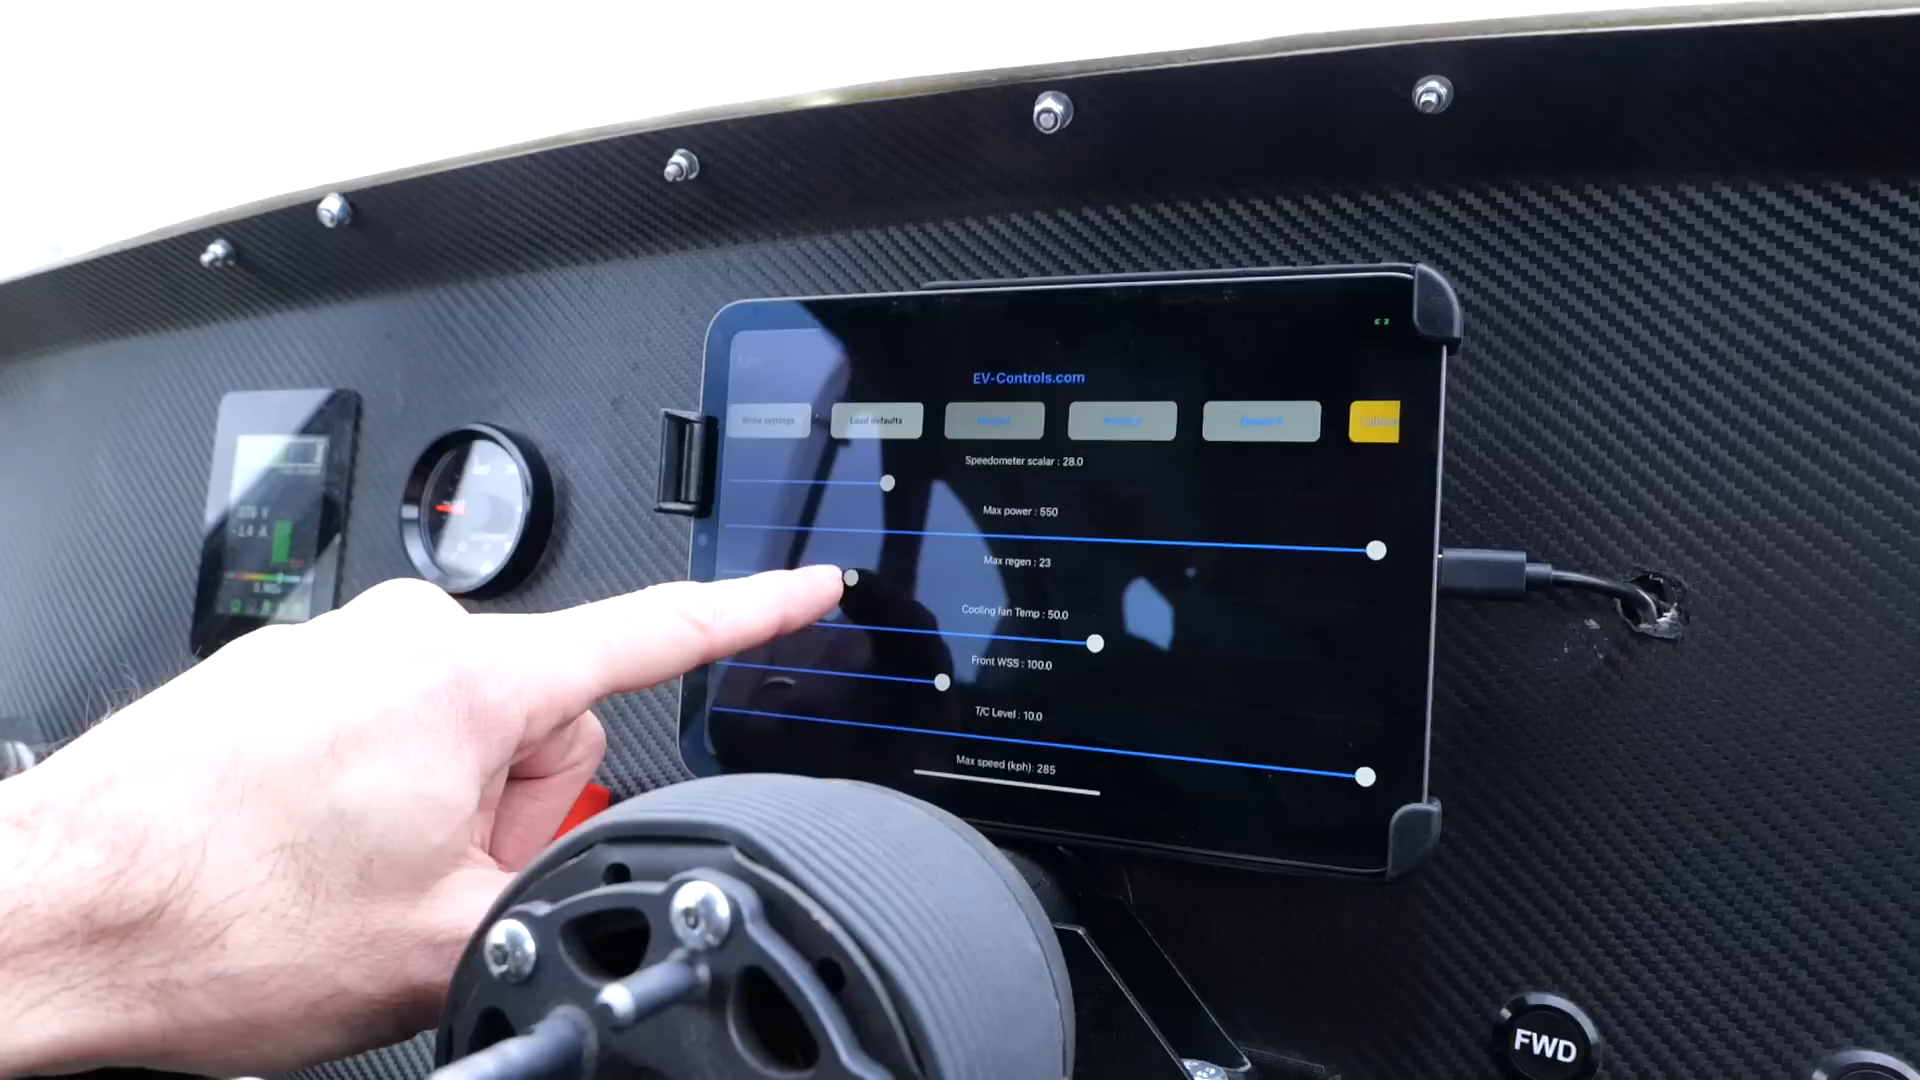 EV-Controls.com
Write settings
Load defaults
Speedometer scalar : 28.0
Max power : 550
Max regen : 23
Cooling fan Temp : 50.0
Front WSS : 100.0
T/C Level : 10.0
Max speed (kph): 285
FWD